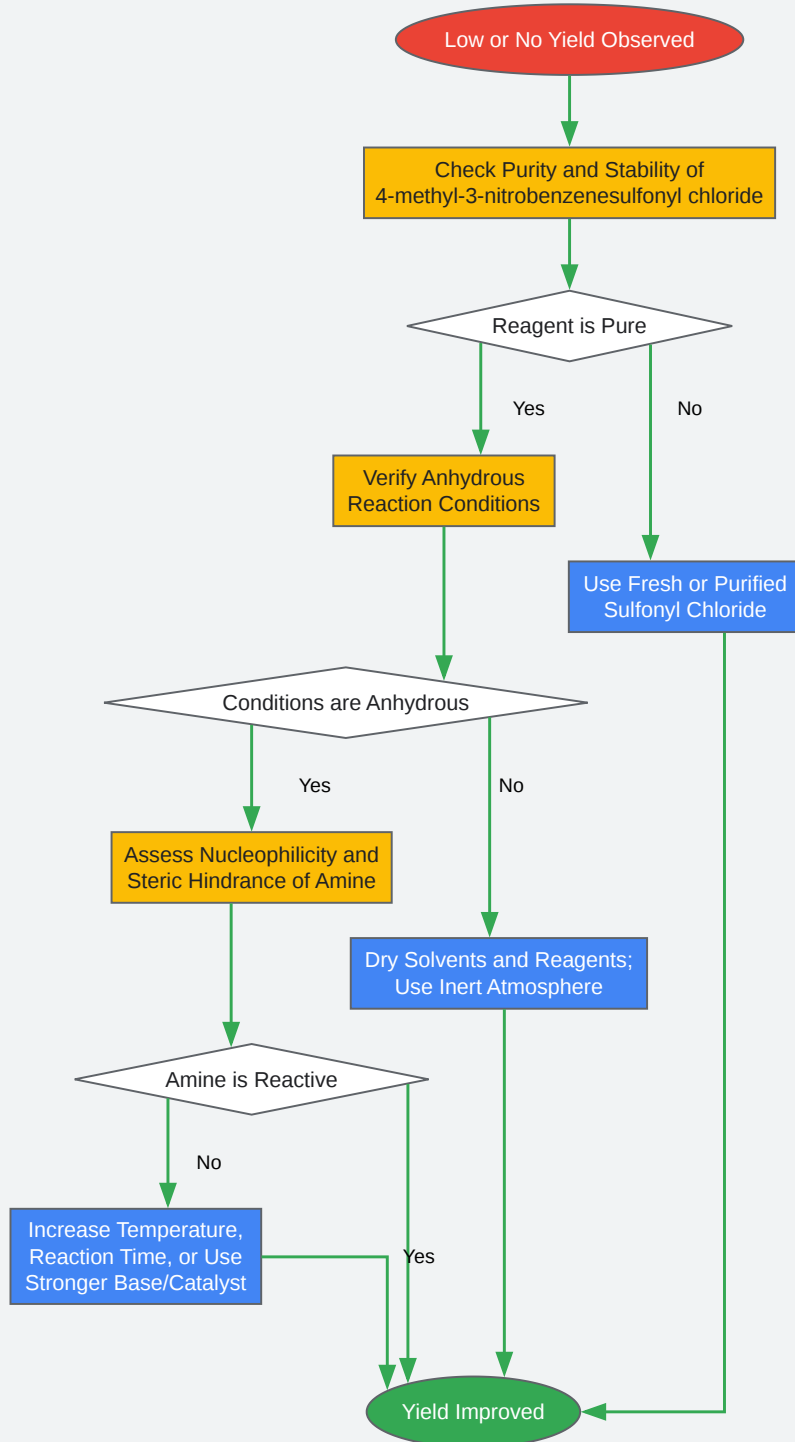 Low or No Yield Observed
Check Purity and Stability of
4-methyl-3-nitrobenzenesulfonyl chloride
Reagent is Pure
Yes
No
Verify Anhydrous
Reaction Conditions
Use Fresh or Purified
Sulfonyl Chloride
Conditions are Anhydrous
Yes
No
Assess Nucleophilicity and
Steric Hindrance of Amine
Dry Solvents and Reagents;
Use Inert Atmosphere
Amine is Reactive
No
Increase Temperature,
Reaction Time, or Use
Stronger Base/Catalyst
Yes
Yield Improved